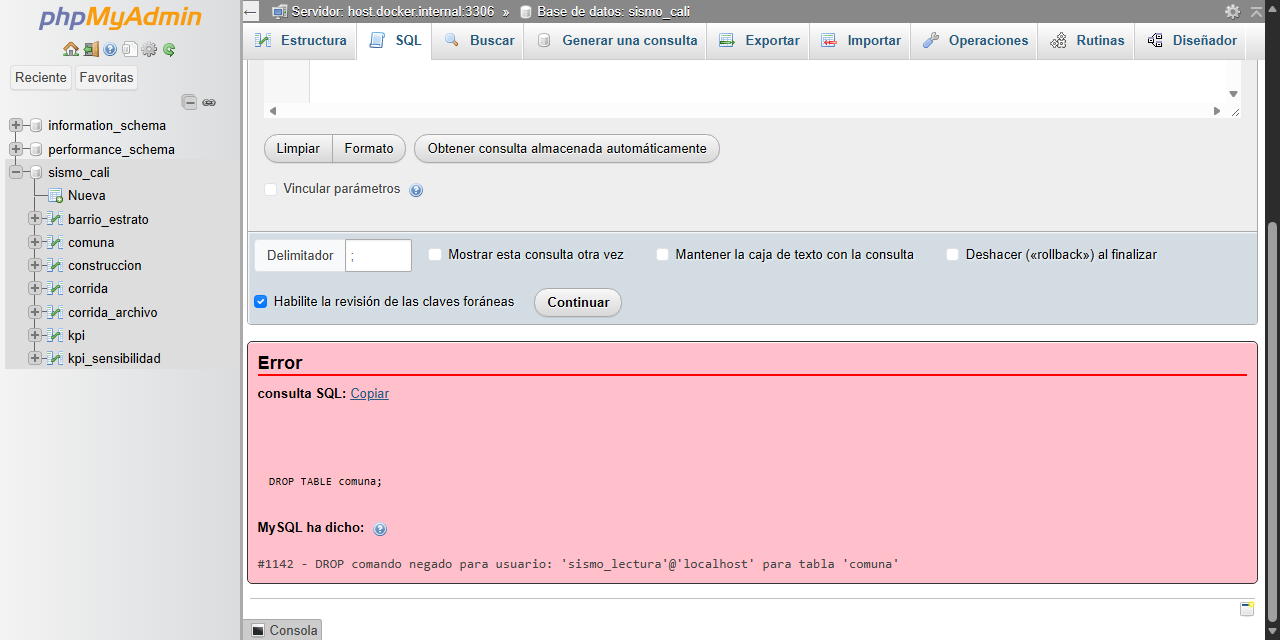 phpMyAdmin
Reciente Favoritas
information_schema
performance_schema
sismo_cali
Nueva
barrio_estrato
comuna
construccion
corrida
corrida_archivo
kpi
kpi_sensibilidad
Servidor: host.docker.internal:3306 » Base de datos: sismo_cali
Estructura SQL Buscar Generar una consulta Exportar Importar Operaciones Rutinas Diseñador
Limpiar Formato Obtener consulta almacenada automáticamente
Vincular parámetros
Delimitador ; Mostrar esta consulta otra vez Mantener la caja de texto con la consulta Deshacer («rollback») al finalizar
Habilite la revisión de las claves foráneas Continuar
Error
consulta SQL: Copiar
DROP TABLE comuna;
MySQL ha dicho:
#1142 - DROP comando negado para usuario: 'sismo_lectura'@'localhost' para tabla 'comuna'
Consola